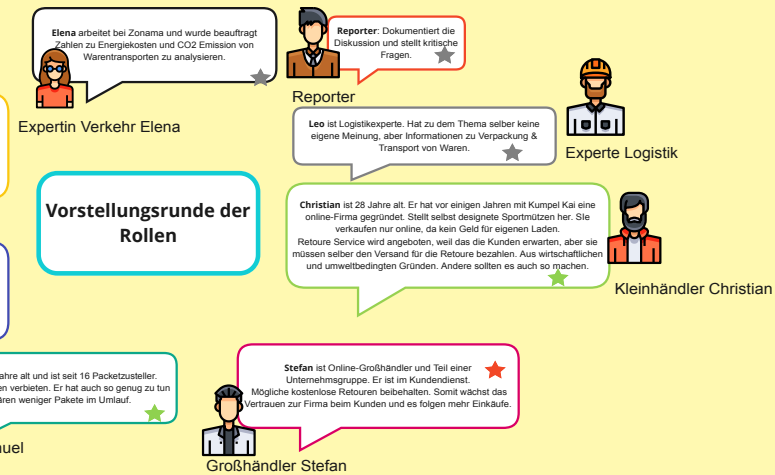 Elena arbeitet bei Zonama und wurde beauftragt
Zahlen zu Energiekosten und CO2 Emission von
Warentransporten zu analysieren.
Expertin Verkehr Elena
Reporter: Dokumentiert die
Diskussion und stellt kritische
Fragen.
Reporter
Leo ist Logistikexperte. Hat zu dem Thema selber keine
eigene Meinung, aber Informationen zu Verpackung &
Transport von Waren.
Experte Logistik
Vorstellungsrunde der
Rollen
Christian ist 28 Jahre alt. Er hat vor einigen Jahren mit Kumpel Kai eine
online-Firma gegründet. Stellt selbst designete Sportmützen her. SIe
verkaufen nur online, da kein Geld für eigenen Laden.
Retoure Service wird angeboten, weil das die Kunden erwarten, aber sie
müssen selber den Versand für die Retoure bezahlen. Aus wirtschaftlichen
und umweltbedingten Gründen. Andere sollten es auch so machen.
Kleinhändler Christian
ahre alt und ist seit 16 Packetzusteller.
en verbieten. Er hat auch so genug zu tun
ären weniger Pakete im Umlauf.
uel
Stefan ist Online-Großhändler und Teil einer
Unternehmsgruppe. Er ist im Kundendienst.
Mögliche kostenlose Retouren beibehalten. Somit wächst das
Vertrauen zur Firma beim Kunden und es folgen mehr Einkäufe.
Großhändler Stefan